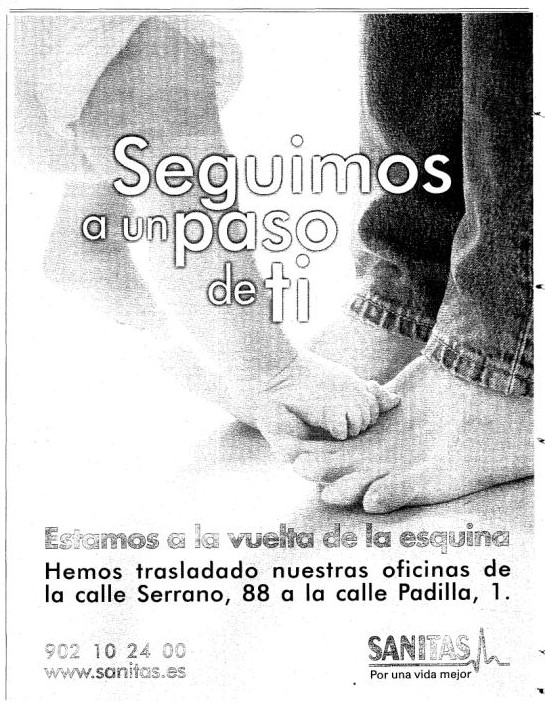 Seguimos
a un paso
de ti
Estamos a la vuelta de la esquina
Hemos trasladado nuestras oficinas de
la calle Serrano, 88 a la calle Padilla, 1.
902 10 24 00
www.sanitas.es
SANITAS
Por una vida mejor